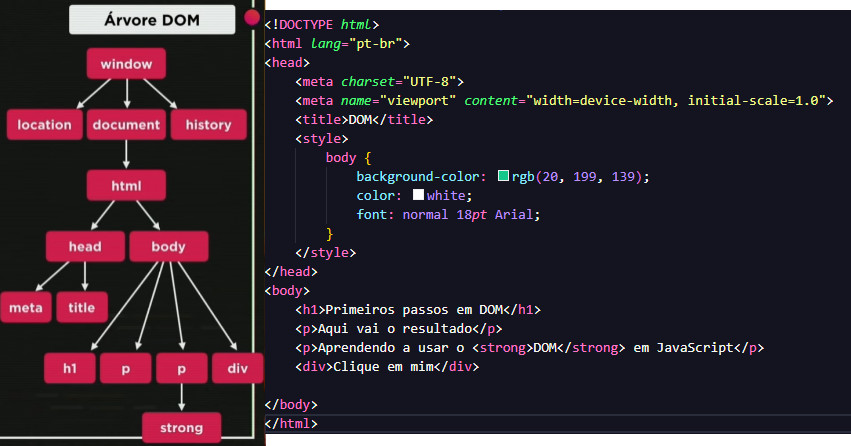 Árvore DOM
window
location document history
html
head body
meta title
h1 p p div
strong
<!DOCTYPE html>
<html lang="pt-br">
<head>
<meta charset="UTF-8">
<meta name="viewport" content="width=device-width, initial-scale=1.0">
<title>DOM</title>
<style>
body {
background-color: rgb(20, 199, 139);
color: white;
font: normal 18pt Arial;
}
</style>
</head>
<body>
<h1>Primeiros passos em DOM</h1>
<p>Aqui vai o resultado</p>
<p>Aprendendo a usar o <strong>DOM</strong> em JavaScript</p>
<div>Clique em mim</div>
</body>
</html>